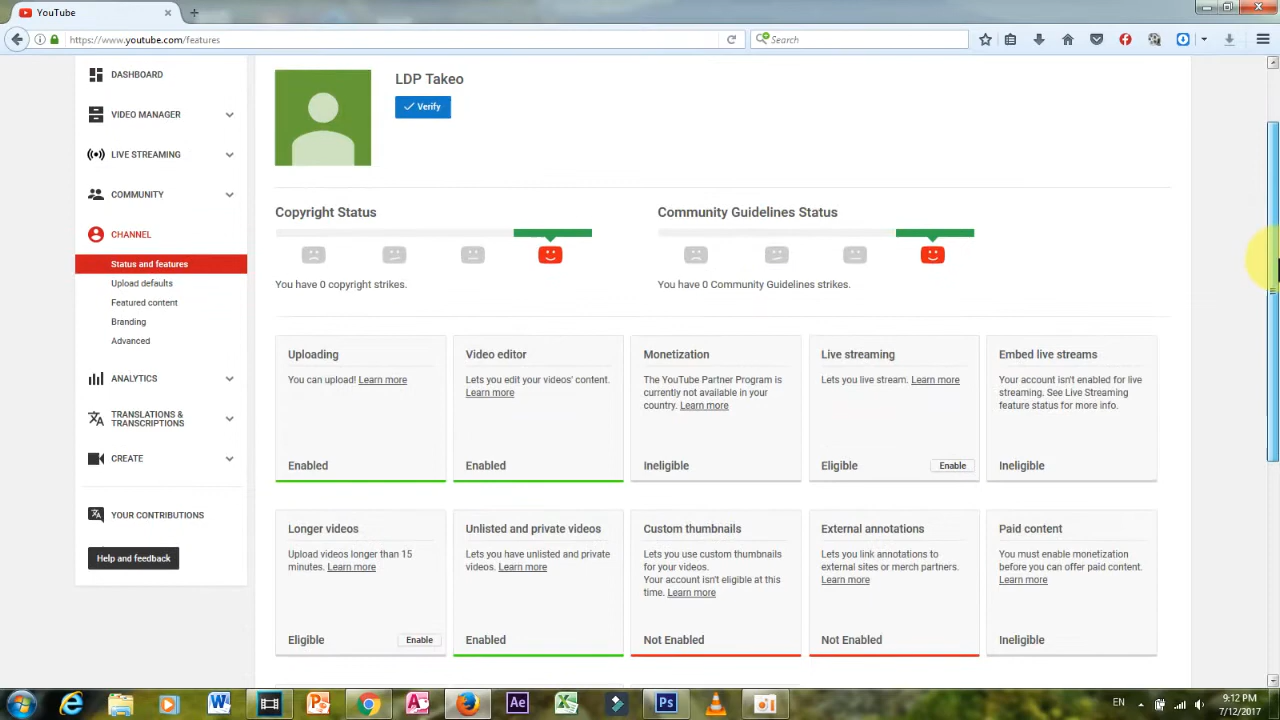 YouTube
https://www.youtube.com/features
Search
DASHBOARD
VIDEO MANAGER
LIVE STREAMING
COMMUNITY
CHANNEL
Status and features
Upload defaults
Featured content
Branding
Advanced
ANALYTICS
TRANSLATIONS &
TRANSCRIPTIONS
CREATE
YOUR CONTRIBUTIONS
Help and feedback
LDP Takeo
Verify
Copyright Status
You have 0 copyright strikes.
Community Guidelines Status
You have 0 Community Guidelines strikes.
Uploading
You can upload! Learn more
Enabled
Video editor
Lets you edit your videos' content.
Learn more
Enabled
Monetization
The YouTube Partner Program is
currently not available in your
country. Learn more
Ineligible
Live streaming
Lets you live stream. Learn more
Eligible
Enable
Embed live streams
Your account isn't enabled for live
streaming. See Live Streaming
feature status for more info.
Ineligible
Longer videos
Upload videos longer than 15
minutes. Learn more
Eligible
Enable
Unlisted and private videos
Lets you have unlisted and private
videos. Learn more
Enabled
Custom thumbnails
Lets you use custom thumbnails
for your videos.
Your account isn't eligible at this
time. Learn more
Not Enabled
External annotations
Lets you link annotations to
external sites or merch partners.
Learn more
Not Enabled
Paid content
You must enable monetization
before you can offer paid content.
Learn more
Ineligible
Ae
Ps
EN
9:12 PM
7/12/2017